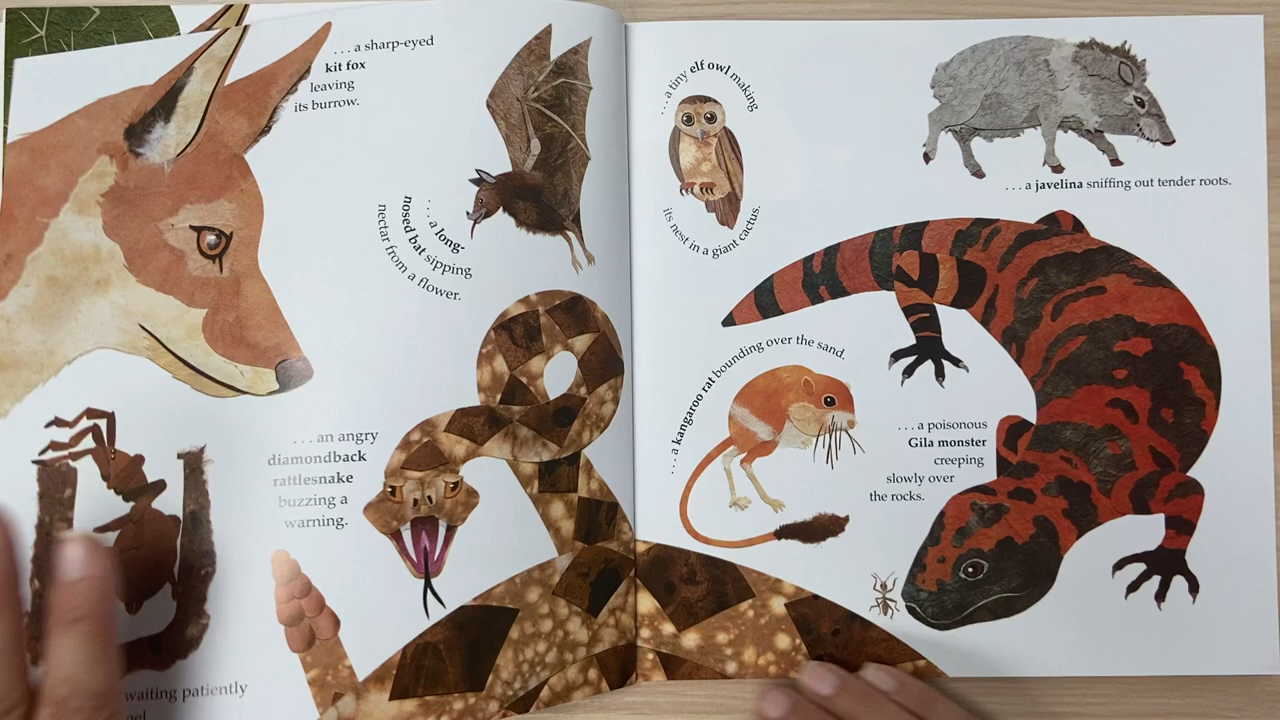 . . . a sharp-eyed
kit fox
leaving
its burrow.
. . . a long-
nosed bat sipping
nectar from a flower.
. . . an angry
diamondback
rattlesnake
buzzing a
warning.
waiting patiently
. . . a tiny elf owl making
its nest in a giant cactus.
. . . a javelina sniffing out tender roots.
. . . a kangaroo rat bounding over the sand.
. . . a poisonous
Gila monster
creeping
slowly over
the rocks.